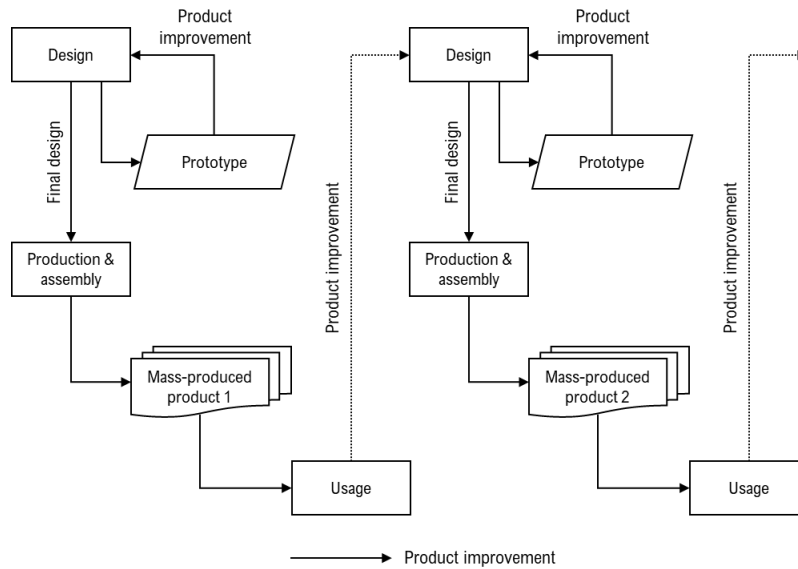 Product
improvement
Design
Final design
Prototype
Production &
assembly
Mass-produced
product 1
Product improvement
Usage
Product
improvement
Design
Final design
Prototype
Production &
assembly
Mass-produced
product 2
Product improvement
Usage
Product improvement